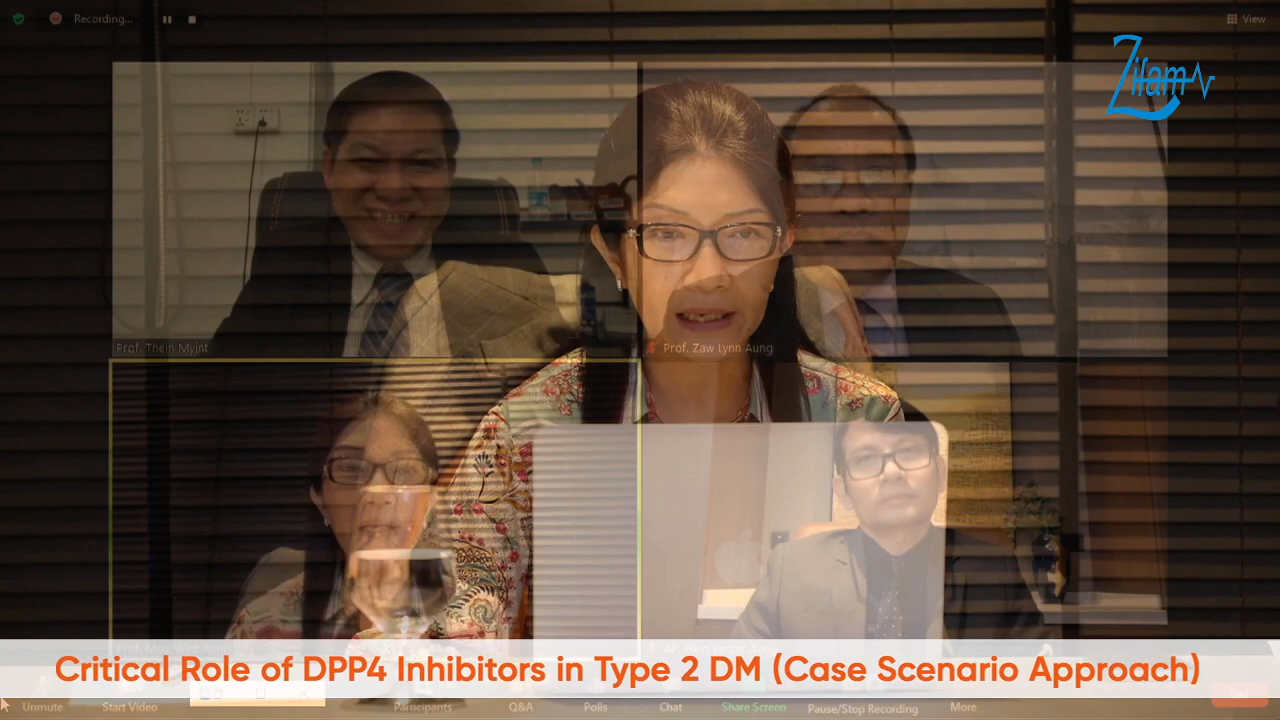 Recording...
View
Zifam
Prof. Thein Myint
Prof. Zaw Lynn Aung
Critical Role of DPP4 Inhibitors in Type 2 DM (Case Scenario Approach)
Unmute
Start Video
Participants
Q&A
Polls
Chat
Share Screen
Pause/Stop Recording
More